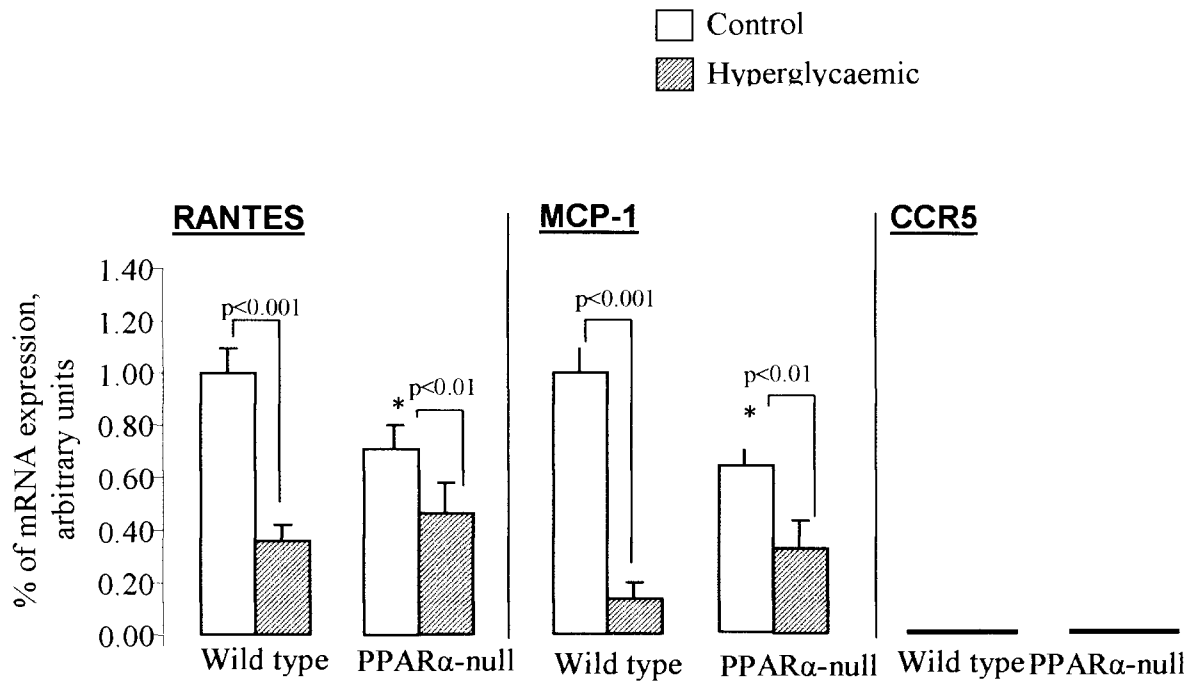 Control
Hyperglycaemic
RANTES
MCP-1
CCR5
% of mRNA expression,
arbitrary units
1.40
1.20
1.00
0.80
0.60
0.40
0.20
0.00
p<0.001
* p<0.01
p<0.001
p<0.01
*
Wild type PPARα-null Wild type PPARα-null Wild type PPARα-null